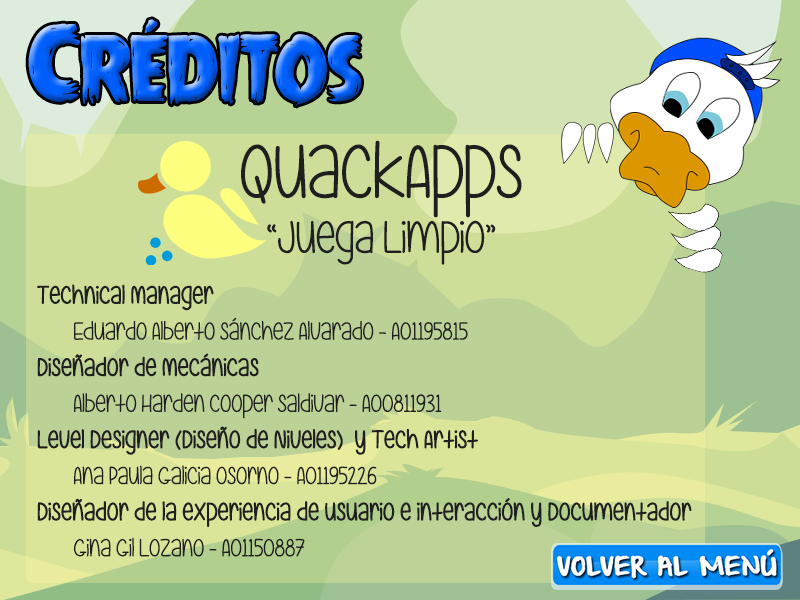 Créditos
QuackApps
"Juega Limpio"
Technical Manager
Eduardo Alberto Sánchez Alvarado - A01195815
Diseñador de Mecánicas
Alberto Harden Cooper Saldivar - A00811931
Level Designer (Diseño de Niveles) y Tech Artist
Ana Paula Galicia Osorno - A01195226
Diseñador de la experiencia de usuario e interacción y Documentador
Gina Gil Lozano - A01150887
VOLVER AL MENÚ